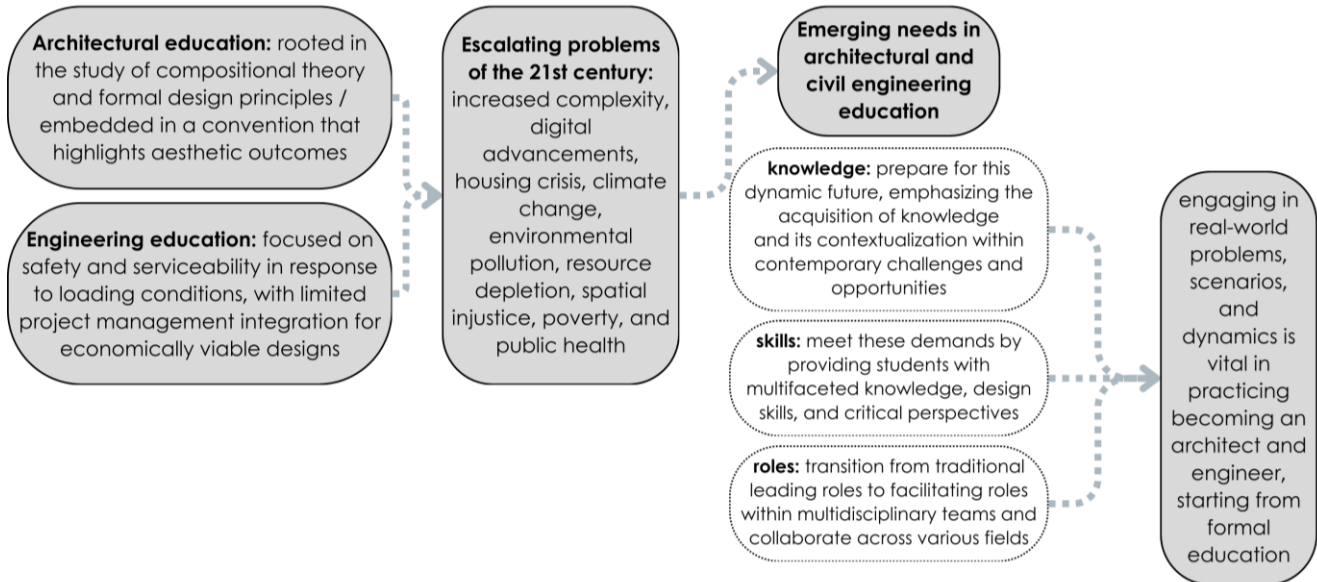 Architectural education: rooted in
the study of compositional theory
and formal design principles /
embedded in a convention that
highlights aesthetic outcomes
Engineering education: focused on
safety and serviceability in response
to loading conditions, with limited
project management integration for
economically viable designs
Escalating problems
of the 21st century:
increased complexity,
digital
advancements,
housing crisis, climate
change,
environmental
pollution, resource
depletion, spatial
injustice, poverty, and
public health
Emerging needs in
architectural and
civil engineering
education
knowledge: prepare for this
dynamic future, emphasizing the
acquisition of knowledge
and its contextualization within
contemporary challenges and
opportunities
skills: meet these demands by
providing students with
multifaceted knowledge, design
skills, and critical perspectives
roles: transition from traditional
leading roles to facilitating roles
within multidisciplinary teams and
collaborate across various fields
engaging in
real-world
problems,
scenarios,
and
dynamics is
vital in
practicing
becoming an
architect and
engineer,
starting from
formal
education